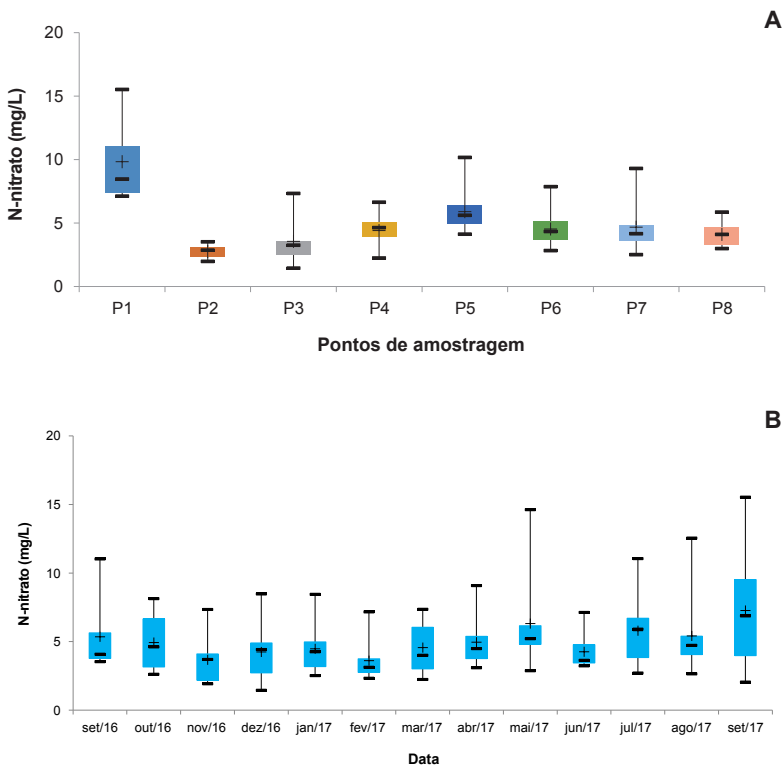 A
20
15
10
5
0
N-nitrato (mg/L)
P1 P2 P3 P4 P5 P6 P7 P8
Pontos de amostragem
B
20
15
10
5
0
N-nitrato (mg/L)
set/16 out/16 nov/16 dez/16 jan/17 fev/17 mar/17 abr/17 mai/17 jun/17 jul/17 ago/17 set/17
Data